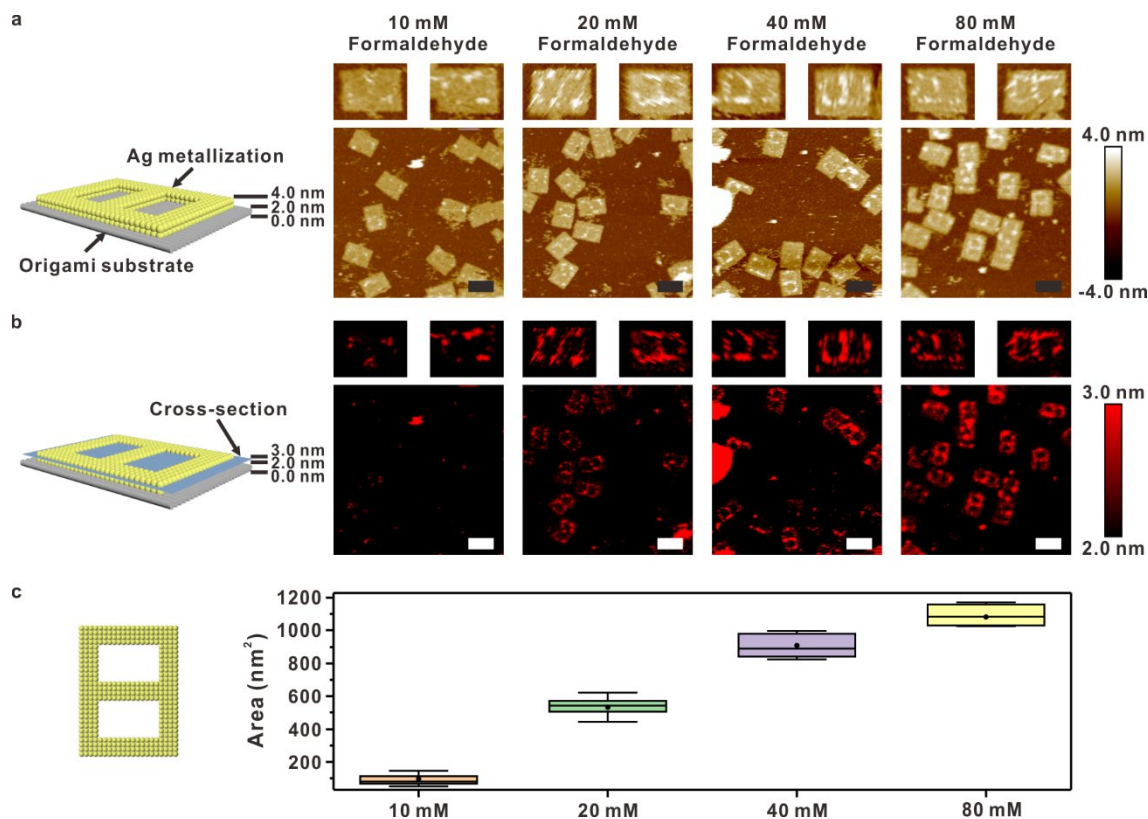 a
10 mM
Formaldehyde
20 mM
Formaldehyde
40 mM
Formaldehyde
80 mM
Formaldehyde
Ag metallization
4.0 nm
2.0 nm
0.0 nm
Origami substrate
4.0 nm
-4.0 nm
b
Cross-section
3.0 nm
2.0 nm
0.0 nm
3.0 nm
2.0 nm
c
Area (nm²)
1200
1000
800
600
400
200
10 mM
20 mM
40 mM
80 mM